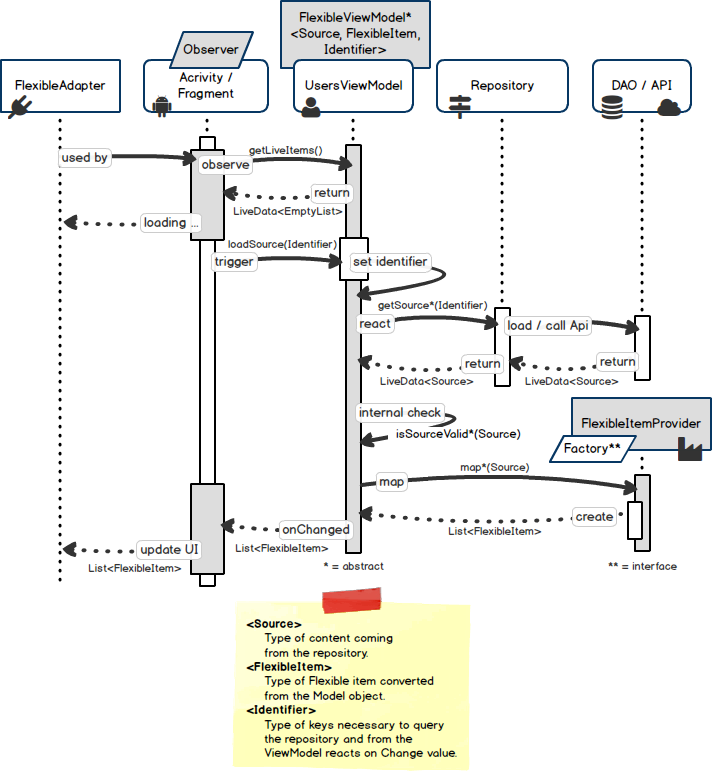 FlexibleViewModel*
<Source, FlexibleItem,
Identifier>
Observer
FlexibleAdapter
Acrivity /
Fragment
UsersViewModel
Repository
DAO / API
used by
observe
getLiveItems()
return
LiveData<EmptyList>
loading ...
loadSource(Identifier)
trigger
set identifier
getSource*(Identifier)
react
load / call Api
return
return
LiveData<Source>
LiveData<Source>
internal check
isSourceValid*(Source)
FlexibleItemProvider
Factory**
map*(Source)
map
create
List<FlexibleItem>
onChanged
List<FlexibleItem>
update UI
List<FlexibleItem>
* = abstract
** = interface
<Source>
Type of content coming
from the repository.
<FlexibleItem>
Type of Flexible item converted
from the Model object.
<Identifier>
Type of keys necessary to query
the repository and from the
ViewModel reacts on Change value.